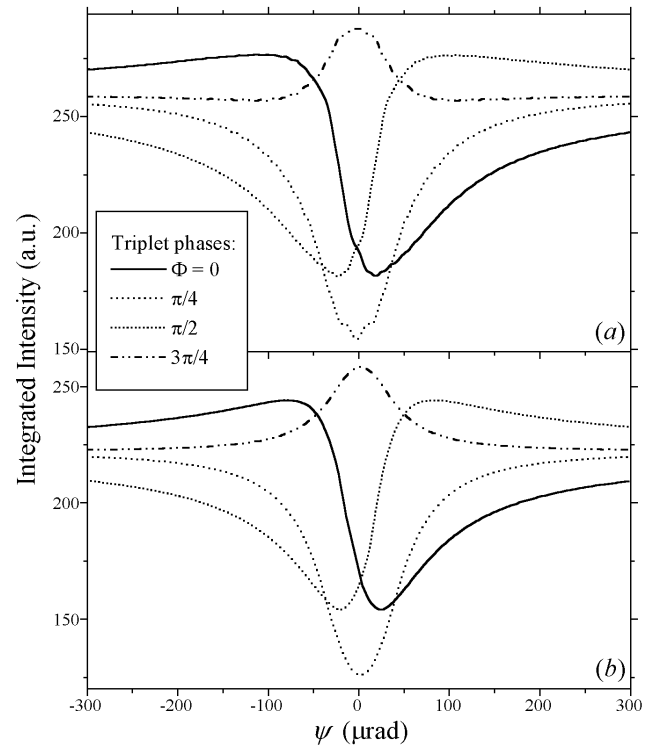 250
200
150
Triplet phases:
Φ = 0
π/4
π/2
3π/4
(a)
Integrated Intensity (a.u.)
250
200
150
(b)
-300 -200 -100 0 100 200 300
ψ (μrad)